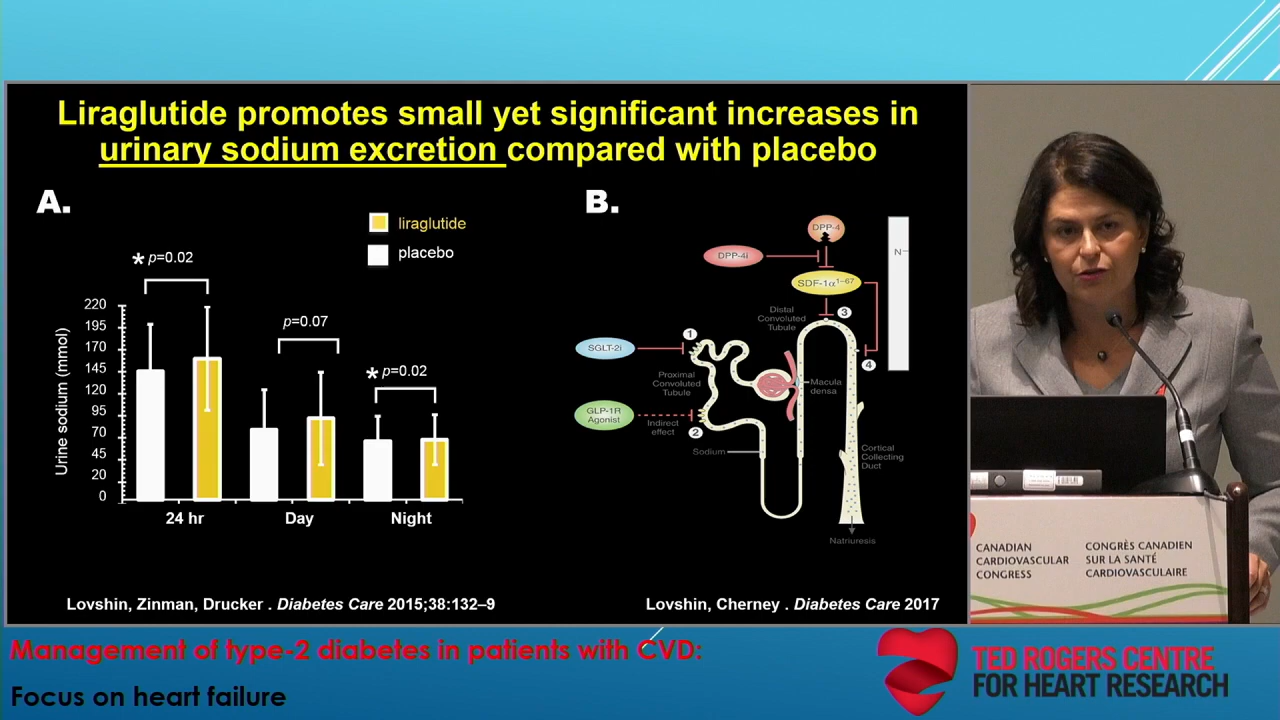 Liraglutide promotes small yet significant increases in
urinary sodium excretion compared with placebo
A.
liraglutide
placebo
* p=0.02
p=0.07
* p=0.02
Urine sodium (mmol)
220
195
170
145
120
95
70
45
20
0
24 hr
Day
Night
Lovshin, Zinman, Drucker . Diabetes Care 2015;38:132–9
B.
DPP-4
DPP-4i
SDF-1α1–67
N-
Distal
Convoluted
Tubule
3
1
SGLT-2i
4
Proximal
Convoluted
Tubule
Macula
densa
GLP-1R
Agonist
Indirect
effect
2
Sodium
Cortical
Collecting
Duct
Natriuresis
Lovshin, Cherney . Diabetes Care 2017
CANADIAN
CARDIOVASCULAR
CONGRESS
CONGRÈS CANADIEN
SUR LA SANTÉ
CARDIOVASCULAIRE
Management of type-2 diabetes in patients with CVD:
Focus on heart failure
TED ROGERS CENTRE
FOR HEART RESEARCH